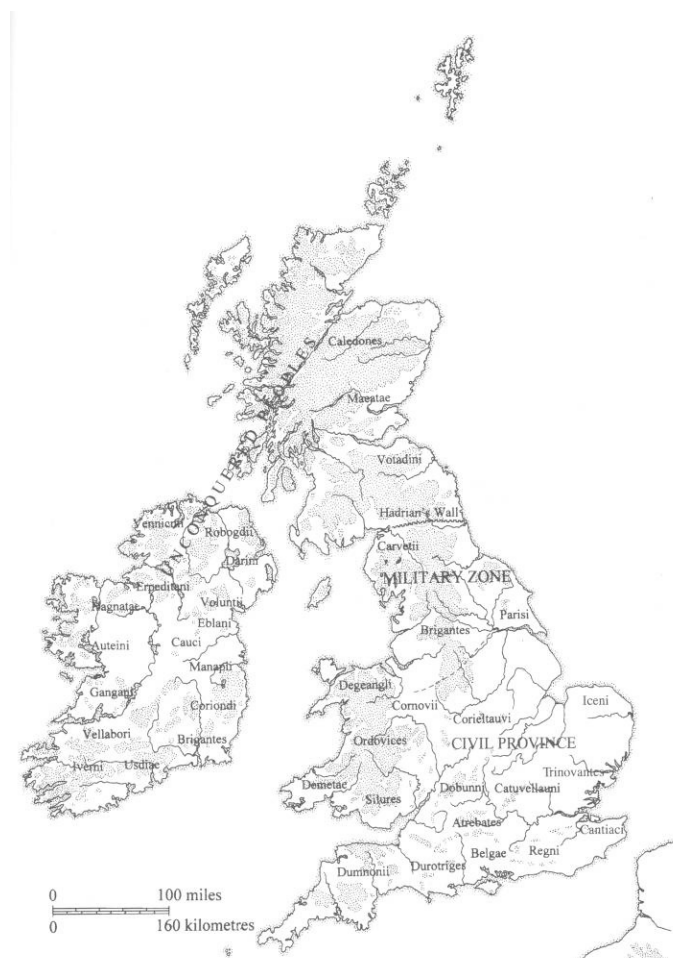 Caledones
UNCONQUERED PEOPLES
Maeatae
Votadini
Hadrian's Wall
Vennicnii
Robogdii
Carvetii
Darini
MILITARY ZONE
Erpeditani
Voluntii
Nagnatae
Parisi
Eblani
Brigantes
Auteini
Cauci
Manapii
Degeangli
Gangani
Cornovii
Iceni
Coriondi
Corieltauvi
Vellabori
Brigantes
Ordovices
CIVIL PROVINCE
Iverni
Usdiae
Trinovantes
Demetae
Dobunni
Catuvellauni
Silures
Atrebates
Cantiaci
Belgae
Regni
Dumnonii
Durotriges
0 100 miles
0 160 kilometres